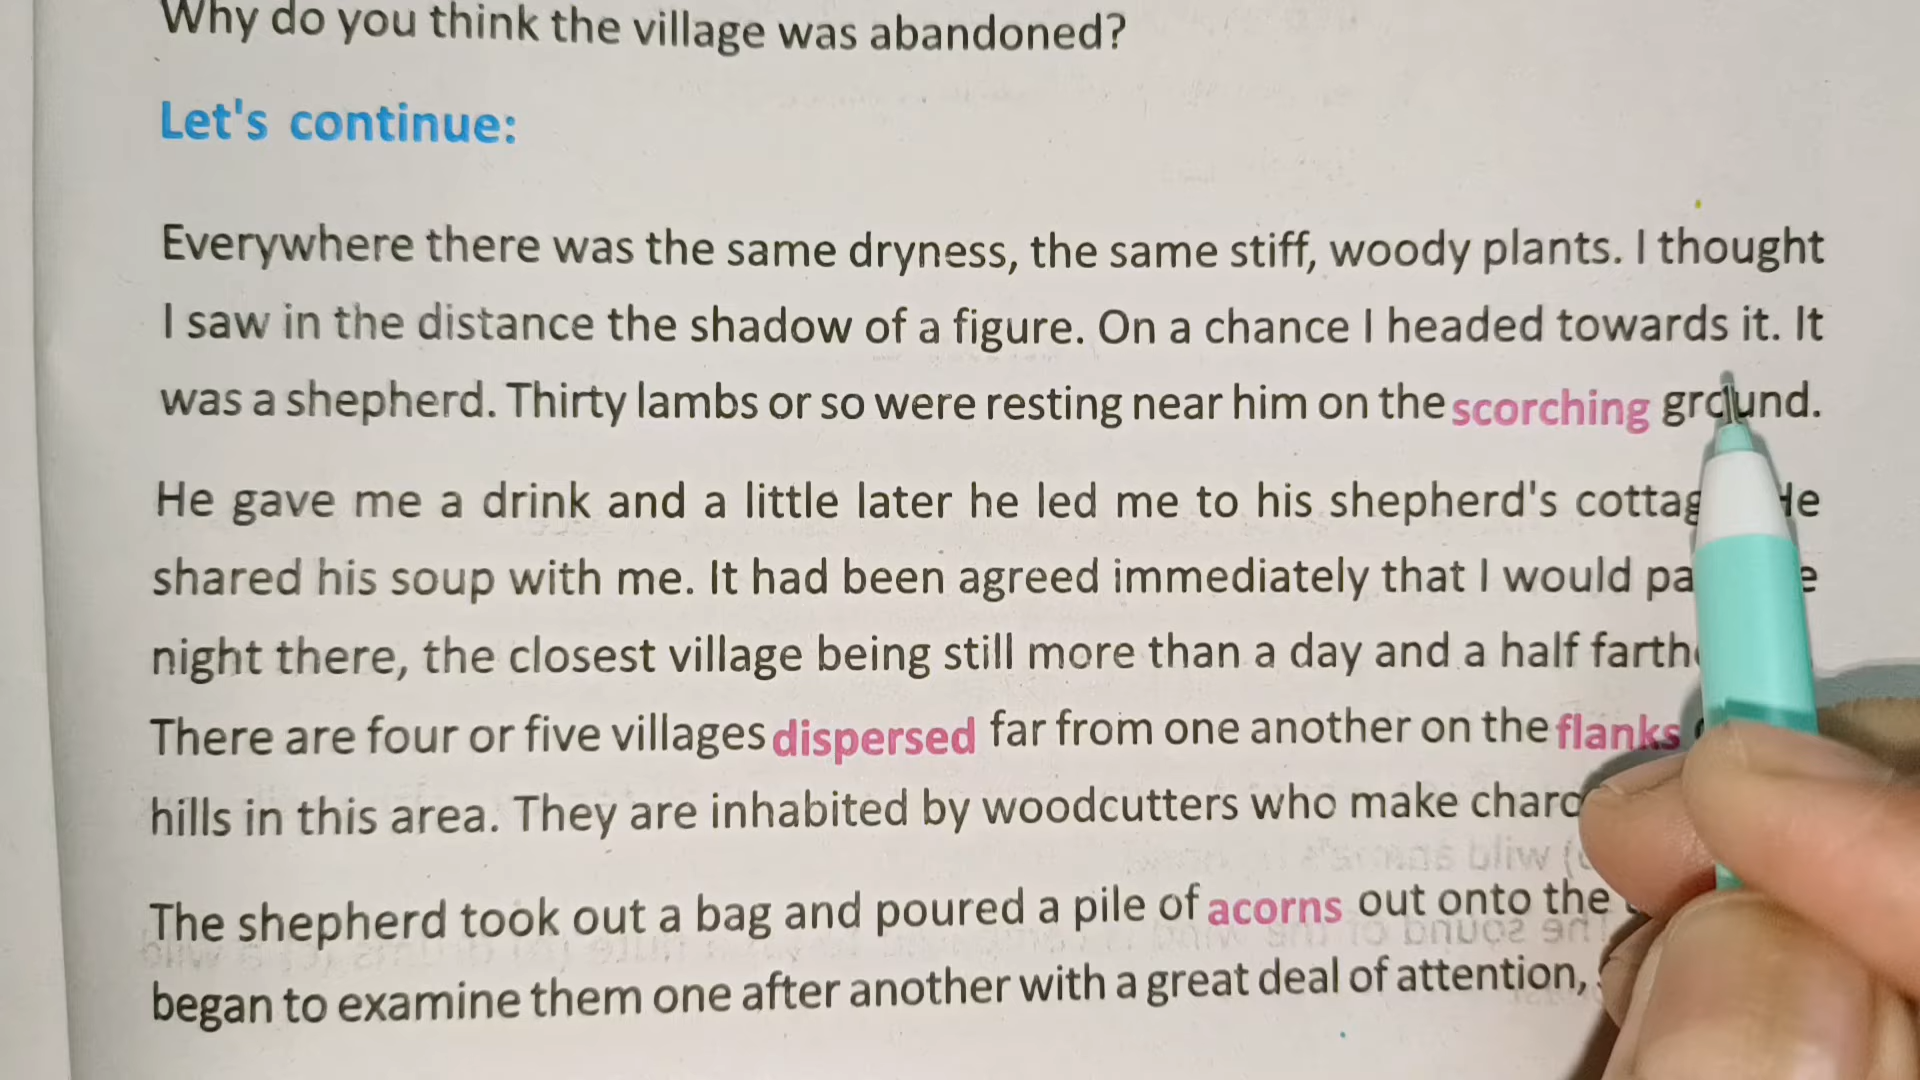 Why do you think the village was abandoned?
Let's continue:
Everywhere there was the same dryness, the same stiff, woody plants. I thought
I saw in the distance the shadow of a figure. On a chance I headed towards it. It
was a shepherd. Thirty lambs or so were resting near him on the scorching ground.
He gave me a drink and a little later he led me to his shepherd's
shared his soup with me. It had been agreed immediately that I would
night there, the closest village being still more than a day and a half
There are four or five villages dispersed far from one another on the flanks
hills in this area. They are inhabited by woodcutters who make
The shepherd took out a bag and poured a pile of acorns out onto the
began to examine them one after another with a great deal of attention,